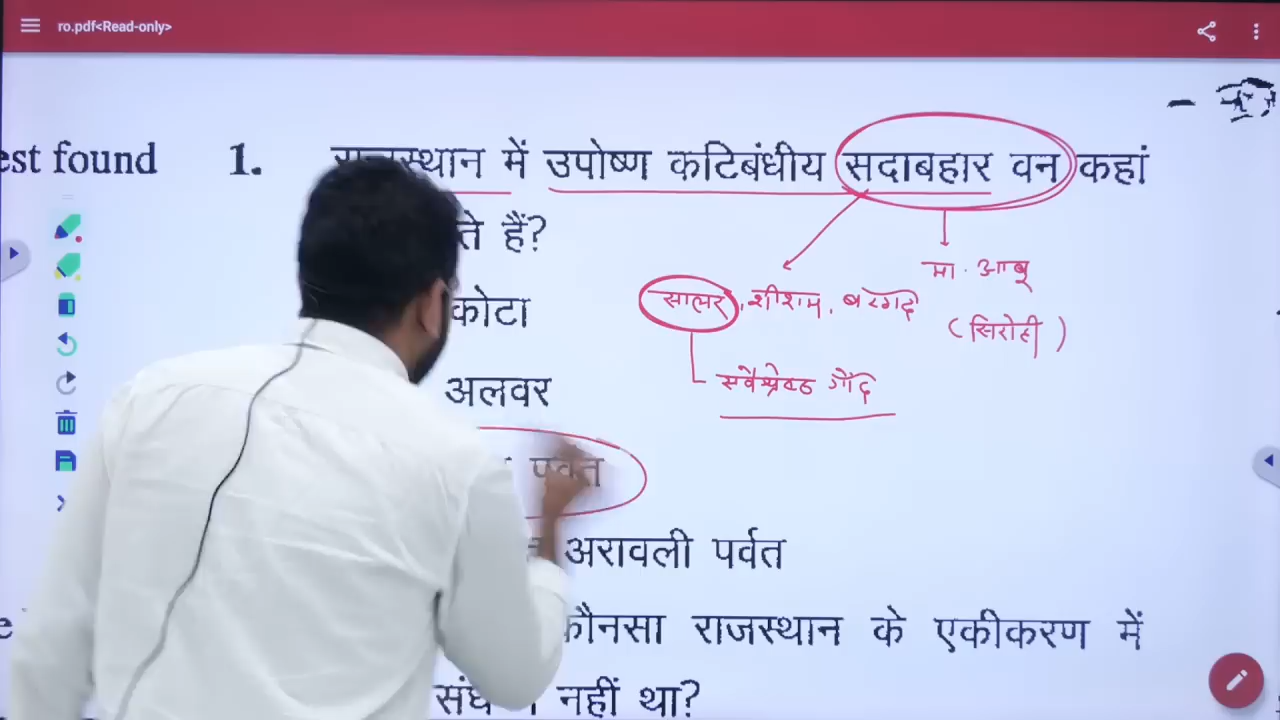 ro.pdf<Read-only>
est found
1. राजस्थान में उपोष्ण कटिबंधीय सदाबहार वन कहां
ते हैं?
मा. आबू
(सिरोही)
सालर, शीशम, बरगद
सर्वश्रेष्ठ गोंद
कोटा
अलवर
पर्वत
अरावली पर्वत
कौनसा राजस्थान के एकीकरण में
संघ नहीं था?